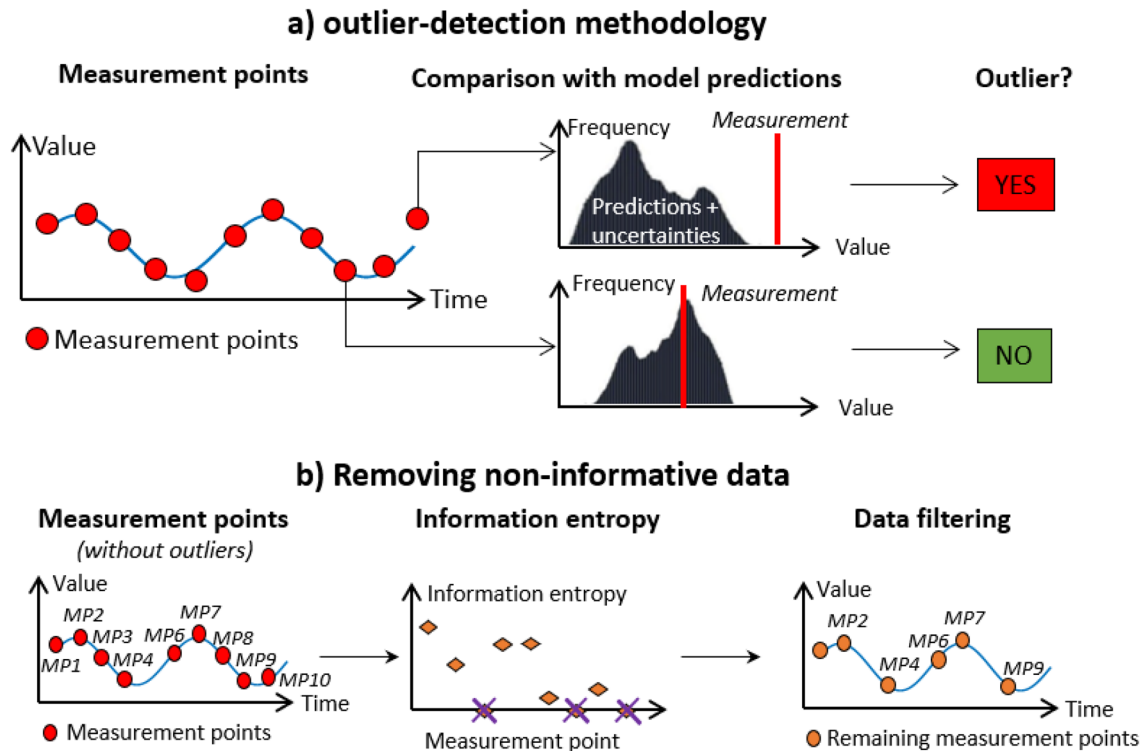 a) outlier-detection methodology
Measurement points
Comparison with model predictions
Outlier?
Value
Time
Measurement points
Frequency
Measurement
Predictions +
uncertainties
Value
YES
Frequency
Measurement
Value
NO
b) Removing non-informative data
Measurement points
(without outliers)
Information entropy
Data filtering
Value
MP1
MP2
MP3
MP4
MP6
MP7
MP8
MP9
MP10
Time
Measurement points
Information entropy
Measurement point
Value
MP2
MP4
MP6
MP7
MP9
Time
Remaining measurement points